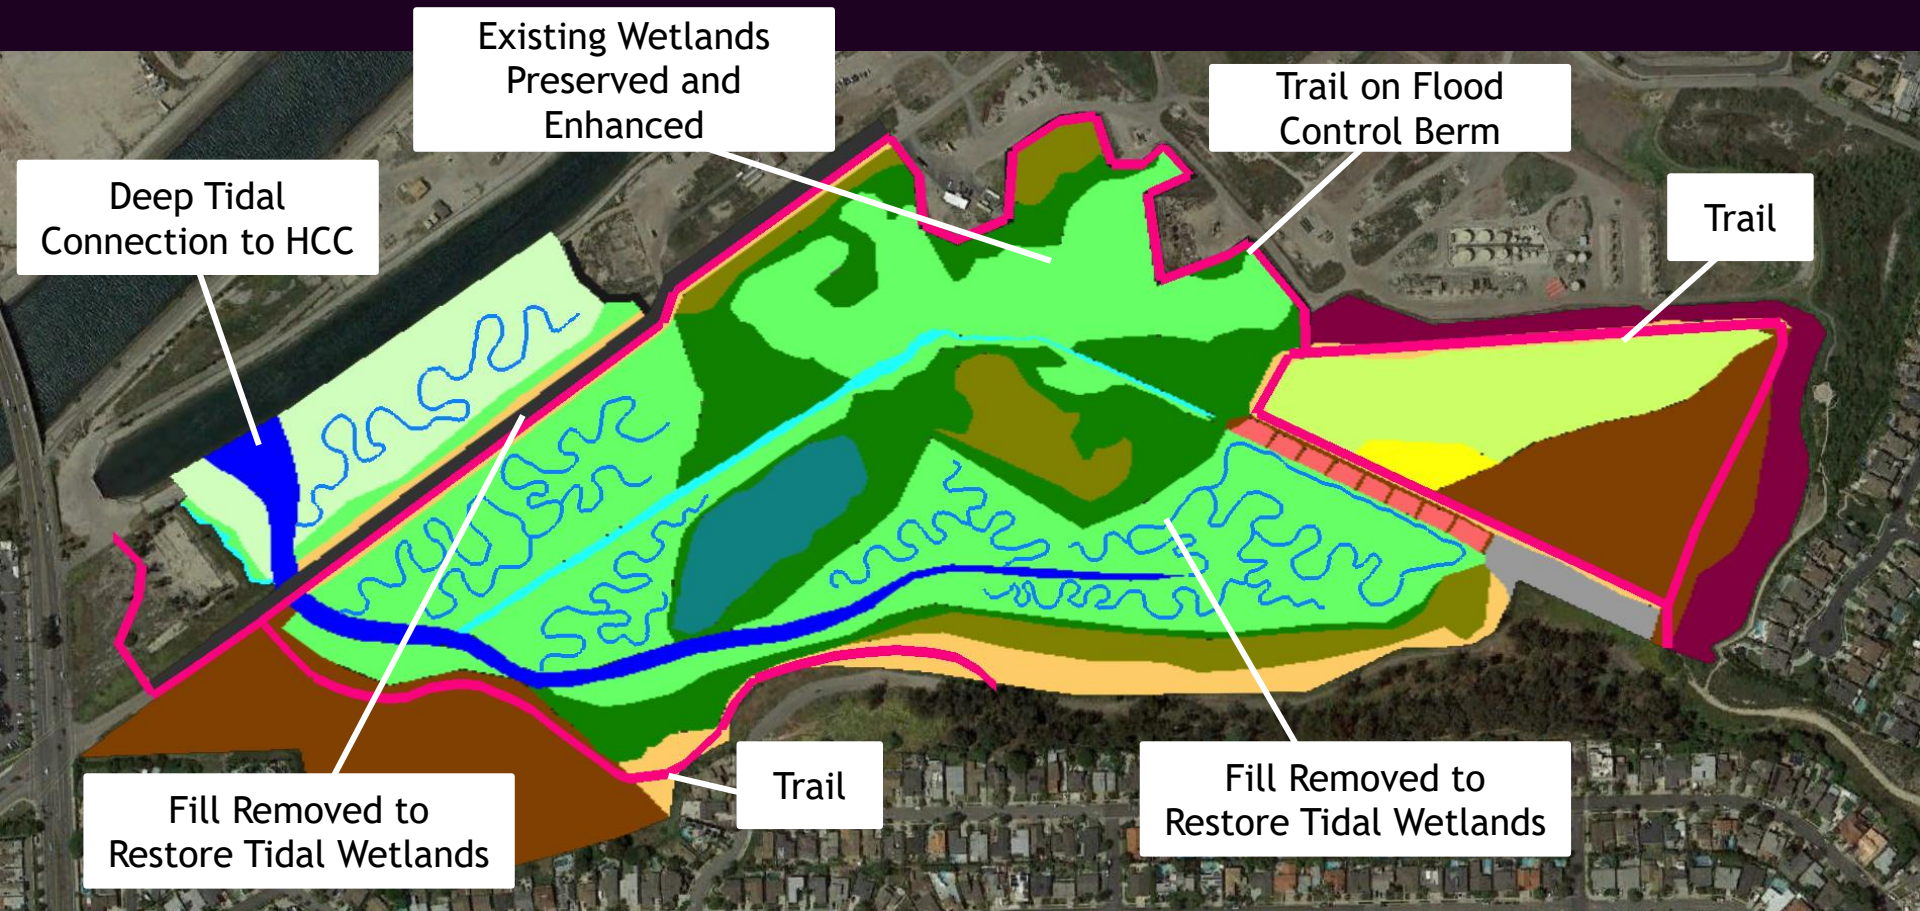 Existing Wetlands
Preserved and
Enhanced
Trail on Flood
Control Berm
Deep Tidal
Connection to HCC
Trail
Fill Removed to
Restore Tidal Wetlands
Trail
Fill Removed to
Restore Tidal Wetlands